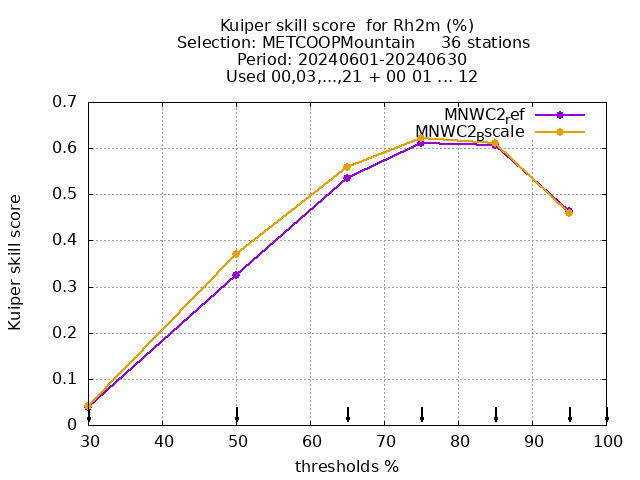 Kuiper skill score  for Rh2m (%)
Selection: METCOOPMountain     36 stations
Period: 20240601-20240630
Used 00,03,...,21 + 00 01 ... 12
MNWC2ref
MNWC2Bscale
0.7
0.6
0.5
0.4
0.3
0.2
0.1
0
Kuiper skill score
30 40 50 60 70 80 90 100
thresholds %